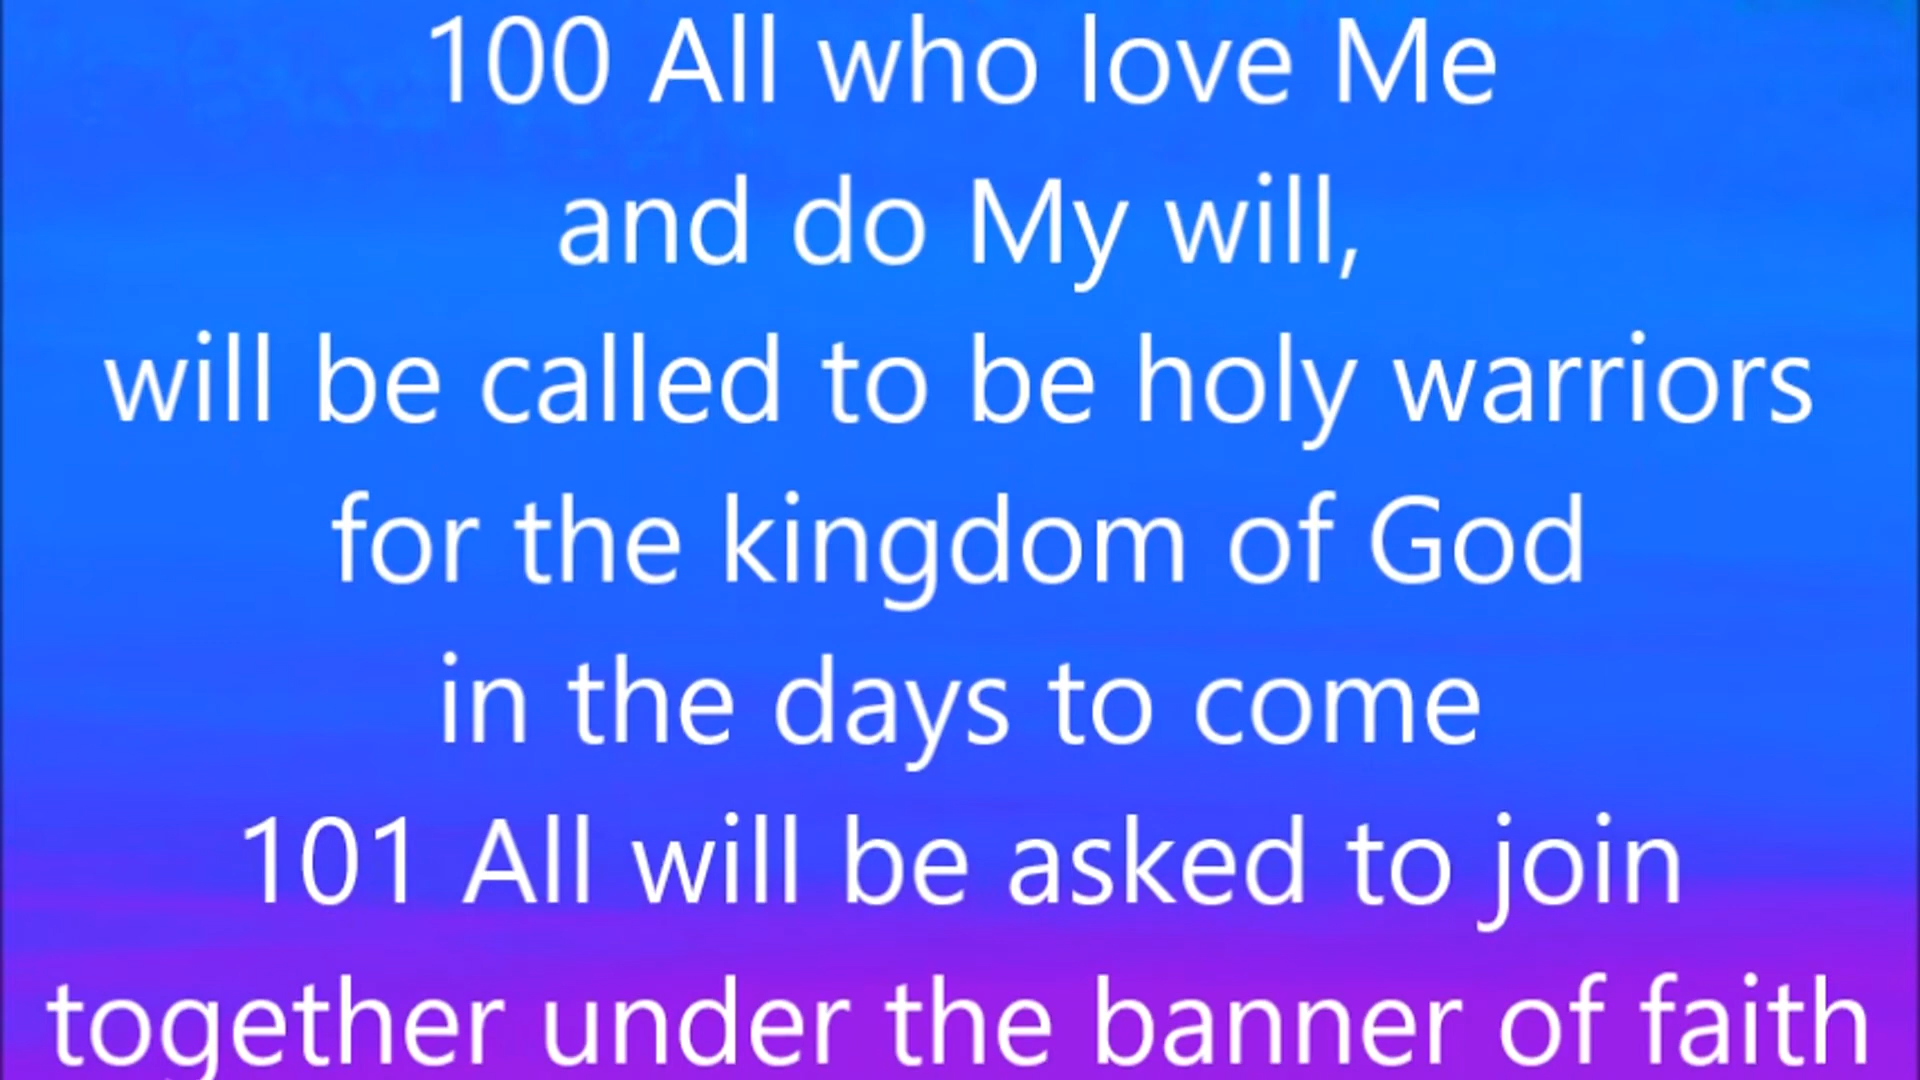 100 All who love Me
and do My will,
will be called to be holy warriors
for the kingdom of God
in the days to come
101 All will be asked to join
together under the banner of faith